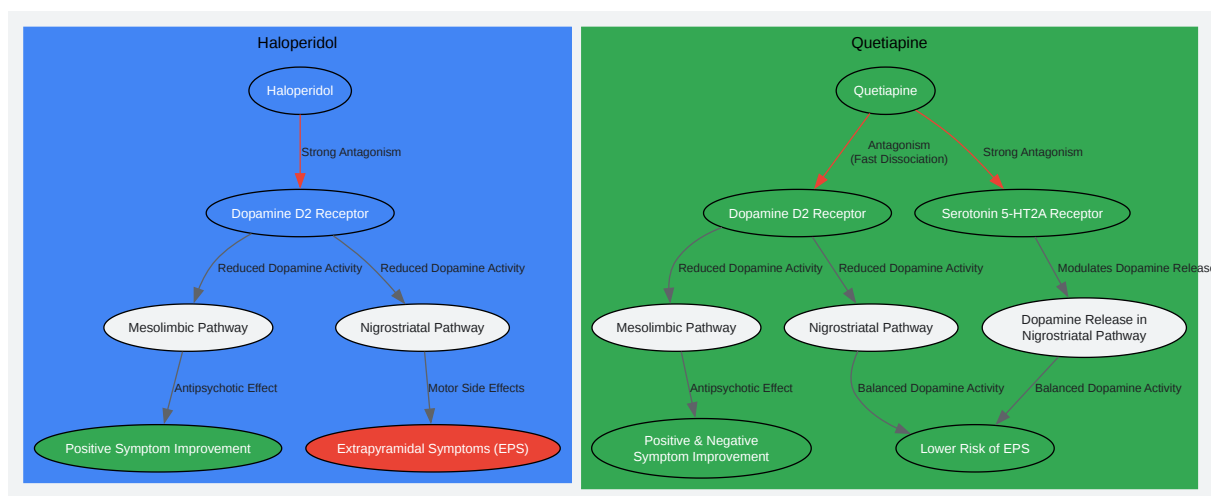 Haloperidol
Haloperidol
Strong Antagonism
Dopamine D2 Receptor
Reduced Dopamine Activity
Reduced Dopamine Activity
Mesolimbic Pathway
Nigrostriatal Pathway
Antipsychotic Effect
Motor Side Effects
Positive Symptom Improvement
Extrapyramidal Symptoms (EPS)
Quetiapine
Quetiapine
Antagonism
(Fast Dissociation)
Strong Antagonism
Dopamine D2 Receptor
Serotonin 5-HT2A Receptor
Reduced Dopamine Activity
Reduced Dopamine Activity
Modulates Dopamine Release
Mesolimbic Pathway
Nigrostriatal Pathway
Dopamine Release in
Nigrostriatal Pathway
Antipsychotic Effect
Balanced Dopamine Activity
Balanced Dopamine Activity
Positive & Negative
Symptom Improvement
Lower Risk of EPS